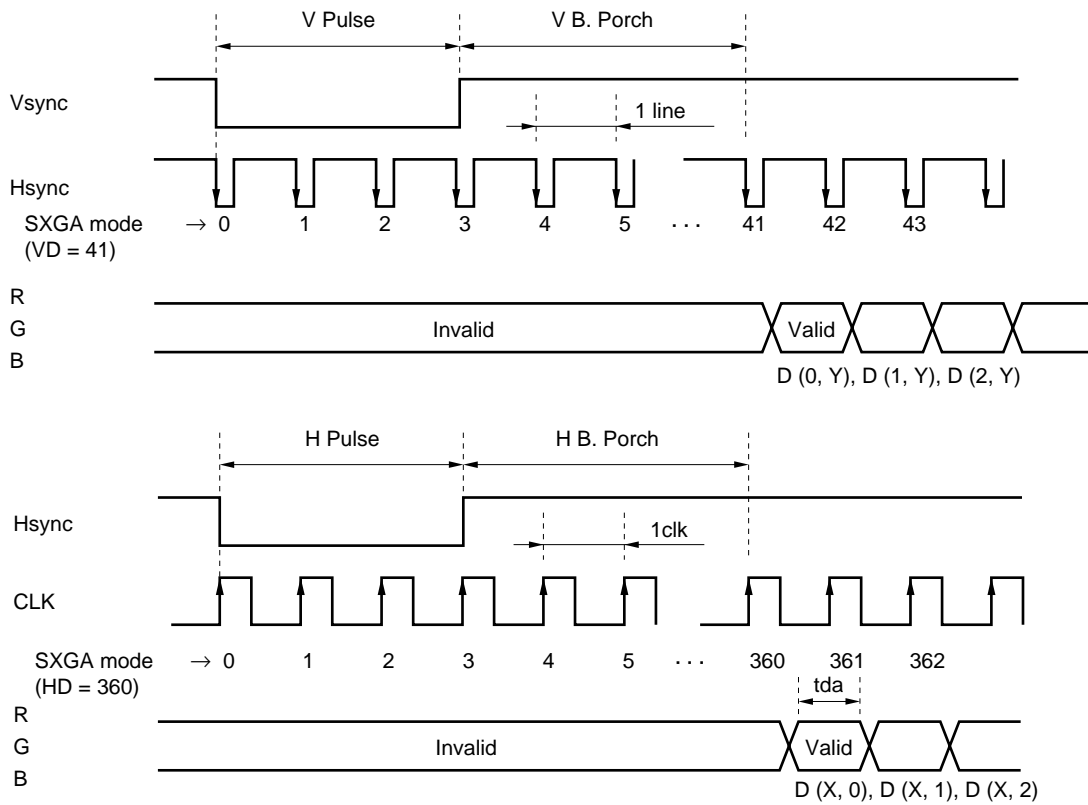 V Pulse V B. Porch
Vsync
1 line
Hsync
SXGA mode → 0 1 2 3 4 5 · · · 41 42 43
(VD = 41)
R
G Invalid Valid
B
D (0, Y), D (1, Y), D (2, Y)
H Pulse H B. Porch
Hsync
1clk
CLK
SXGA mode → 0 1 2 3 4 5 · · · 360 361 362
(HD = 360)
tda
R
G Invalid Valid
B
D (X, 0), D (X, 1), D (X, 2)